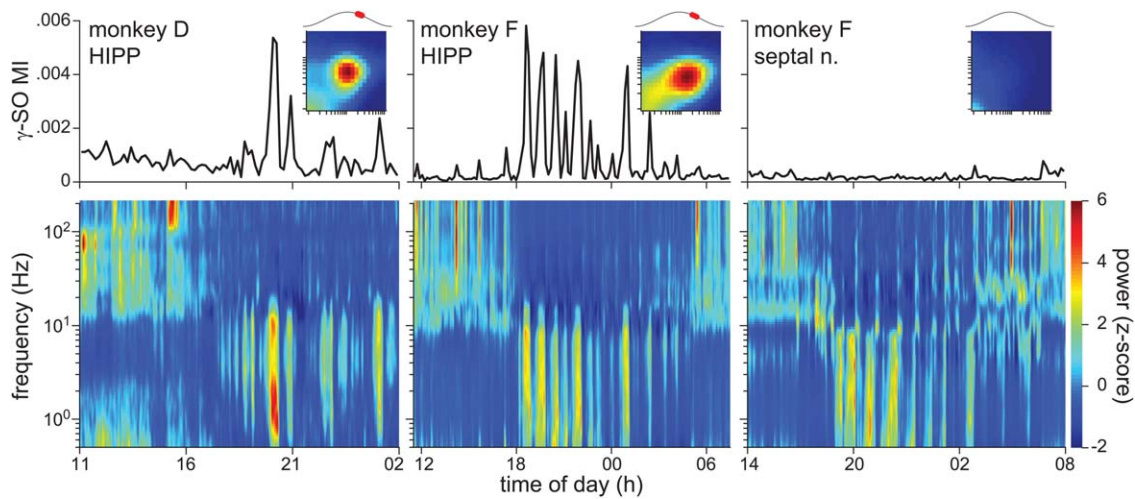 monkey D
HIPP
monkey F
HIPP
monkey F
septal n.
γ-SO MI
.006
.004
.002
0
frequency (Hz)
10²
10¹
10⁰
11 16 21 02
12 18 00 06
14 20 02 08
time of day (h)
6
4
2
0
-2
power (z-score)